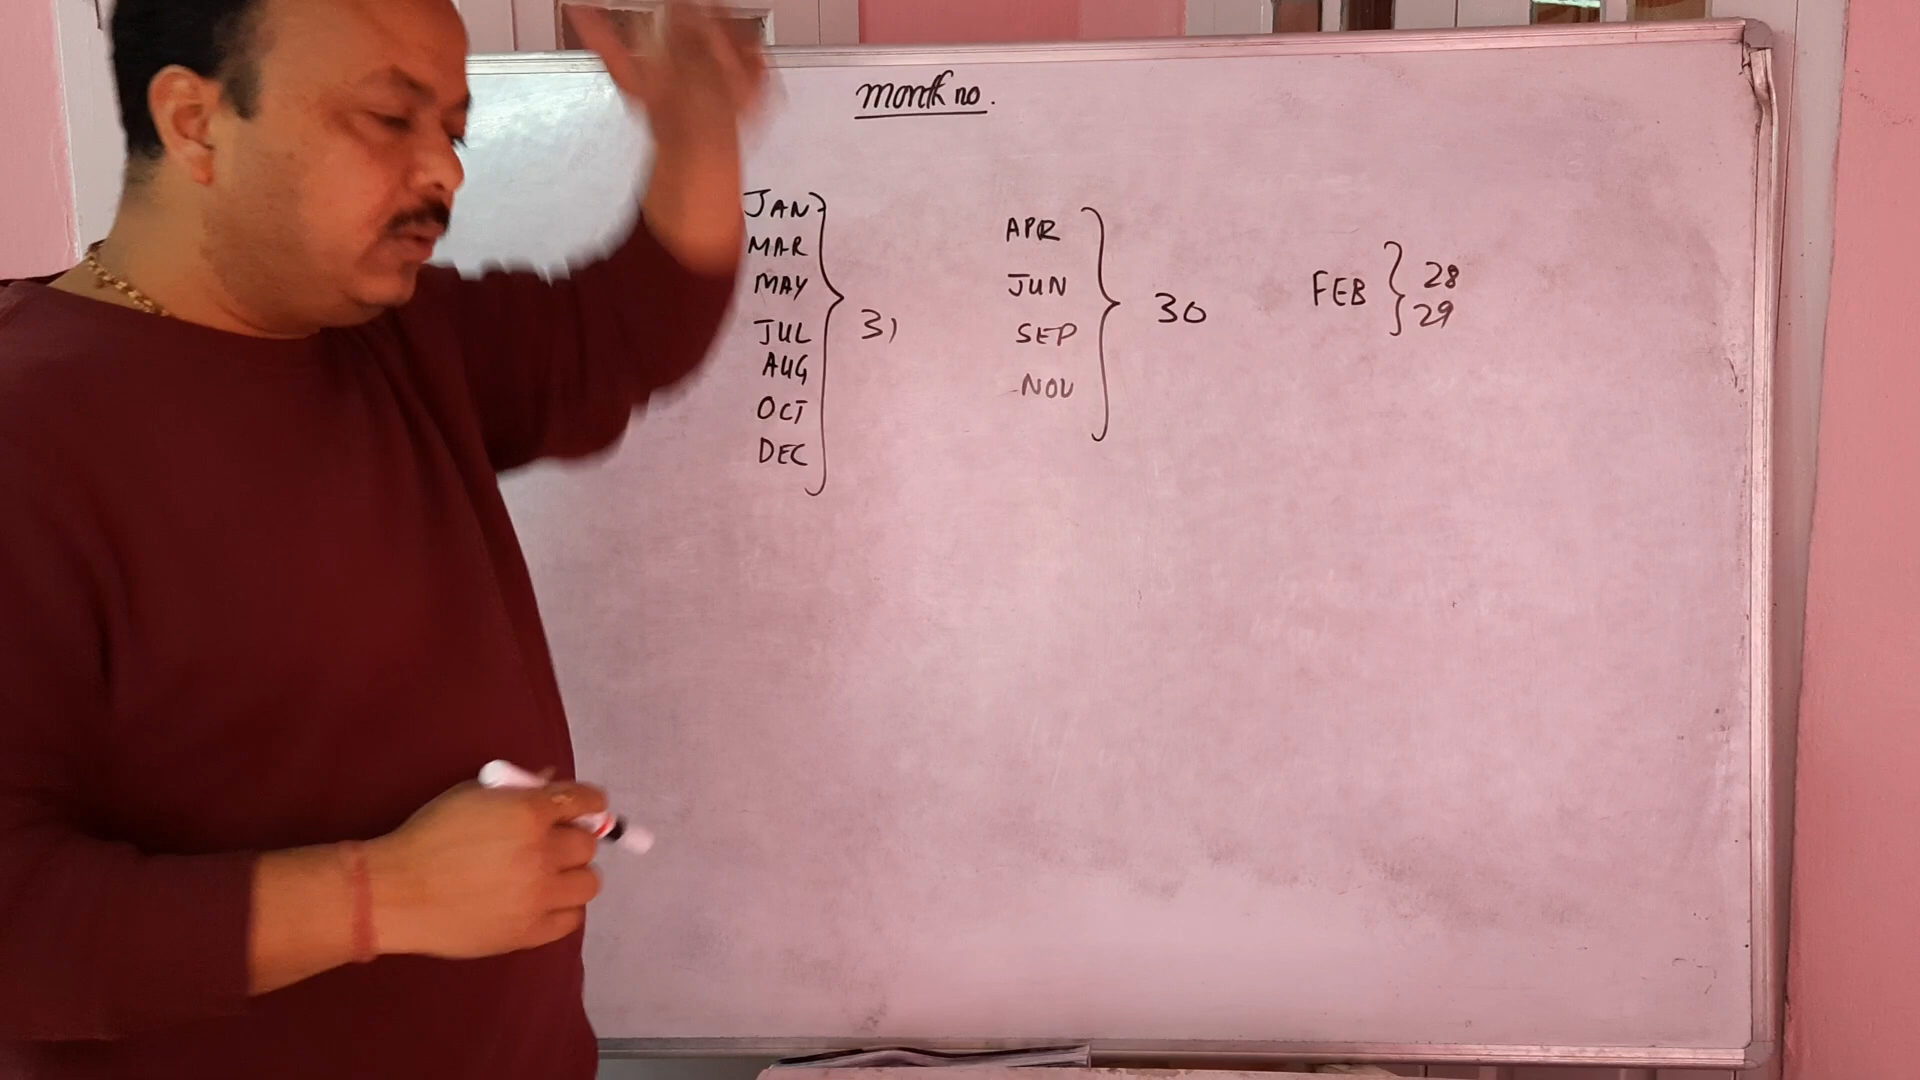 month no.
JAN
MAR
MAY
JUL
AUG
OCT
DEC
31
APR
JUN
SEP
NOV
30
FEB
28
29